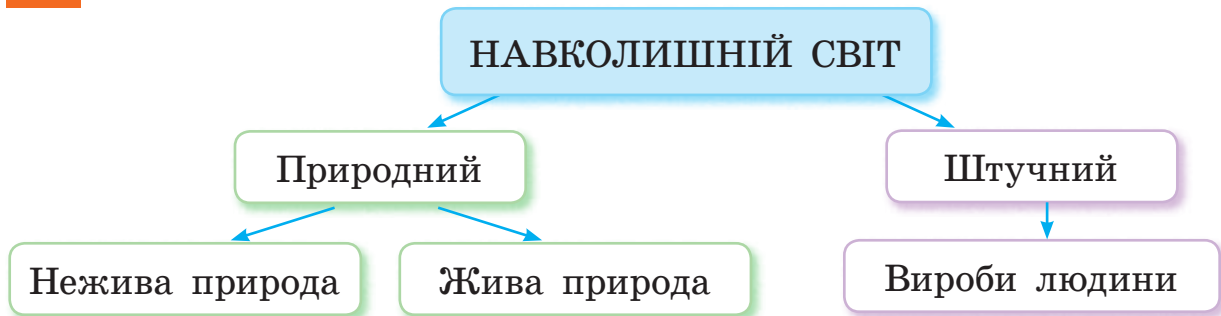 НАВКОЛИШНІЙ СВІТ
Природний
Штучний
Нежива природа
Жива природа
Вироби людини